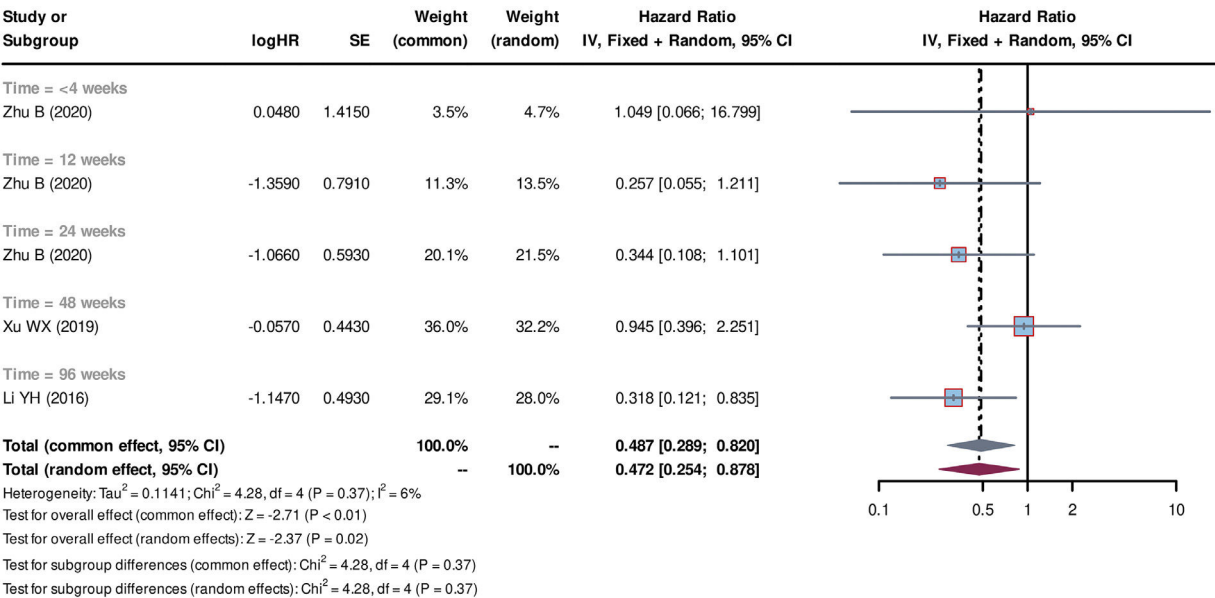 Study or Weight Weight Hazard Ratio Hazard Ratio
Subgroup logHR SE (common) (random) IV, Fixed + Random, 95% CI IV, Fixed + Random, 95% CI
Time = <4 weeks
Zhu B (2020) 0.0480 1.4150 3.5% 4.7% 1.049 [0.066; 16.799]
Time = 12 weeks
Zhu B (2020) -1.3590 0.7910 11.3% 13.5% 0.257 [0.055; 1.211]
Time = 24 weeks
Zhu B (2020) -1.0660 0.5930 20.1% 21.5% 0.344 [0.108; 1.101]
Time = 48 weeks
Xu WX (2019) -0.0570 0.4430 36.0% 32.2% 0.945 [0.396; 2.251]
Time = 96 weeks
Li YH (2016) -1.1470 0.4930 29.1% 28.0% 0.318 [0.121; 0.835]
Total (common effect, 95% CI) 100.0% -- 0.487 [0.289; 0.820]
Total (random effect, 95% CI) -- 100.0% 0.472 [0.254; 0.878]
Heterogeneity: Tau² = 0.1141; Chi² = 4.28, df = 4 (P = 0.37); I² = 6%
0.1 0.5 1 2 10
Test for overall effect (common effect): Z = -2.71 (P < 0.01)
Test for overall effect (random effects): Z = -2.37 (P = 0.02)
Test for subgroup differences (common effect): Chi² = 4.28, df = 4 (P = 0.37)
Test for subgroup differences (random effects): Chi² = 4.28, df = 4 (P = 0.37)